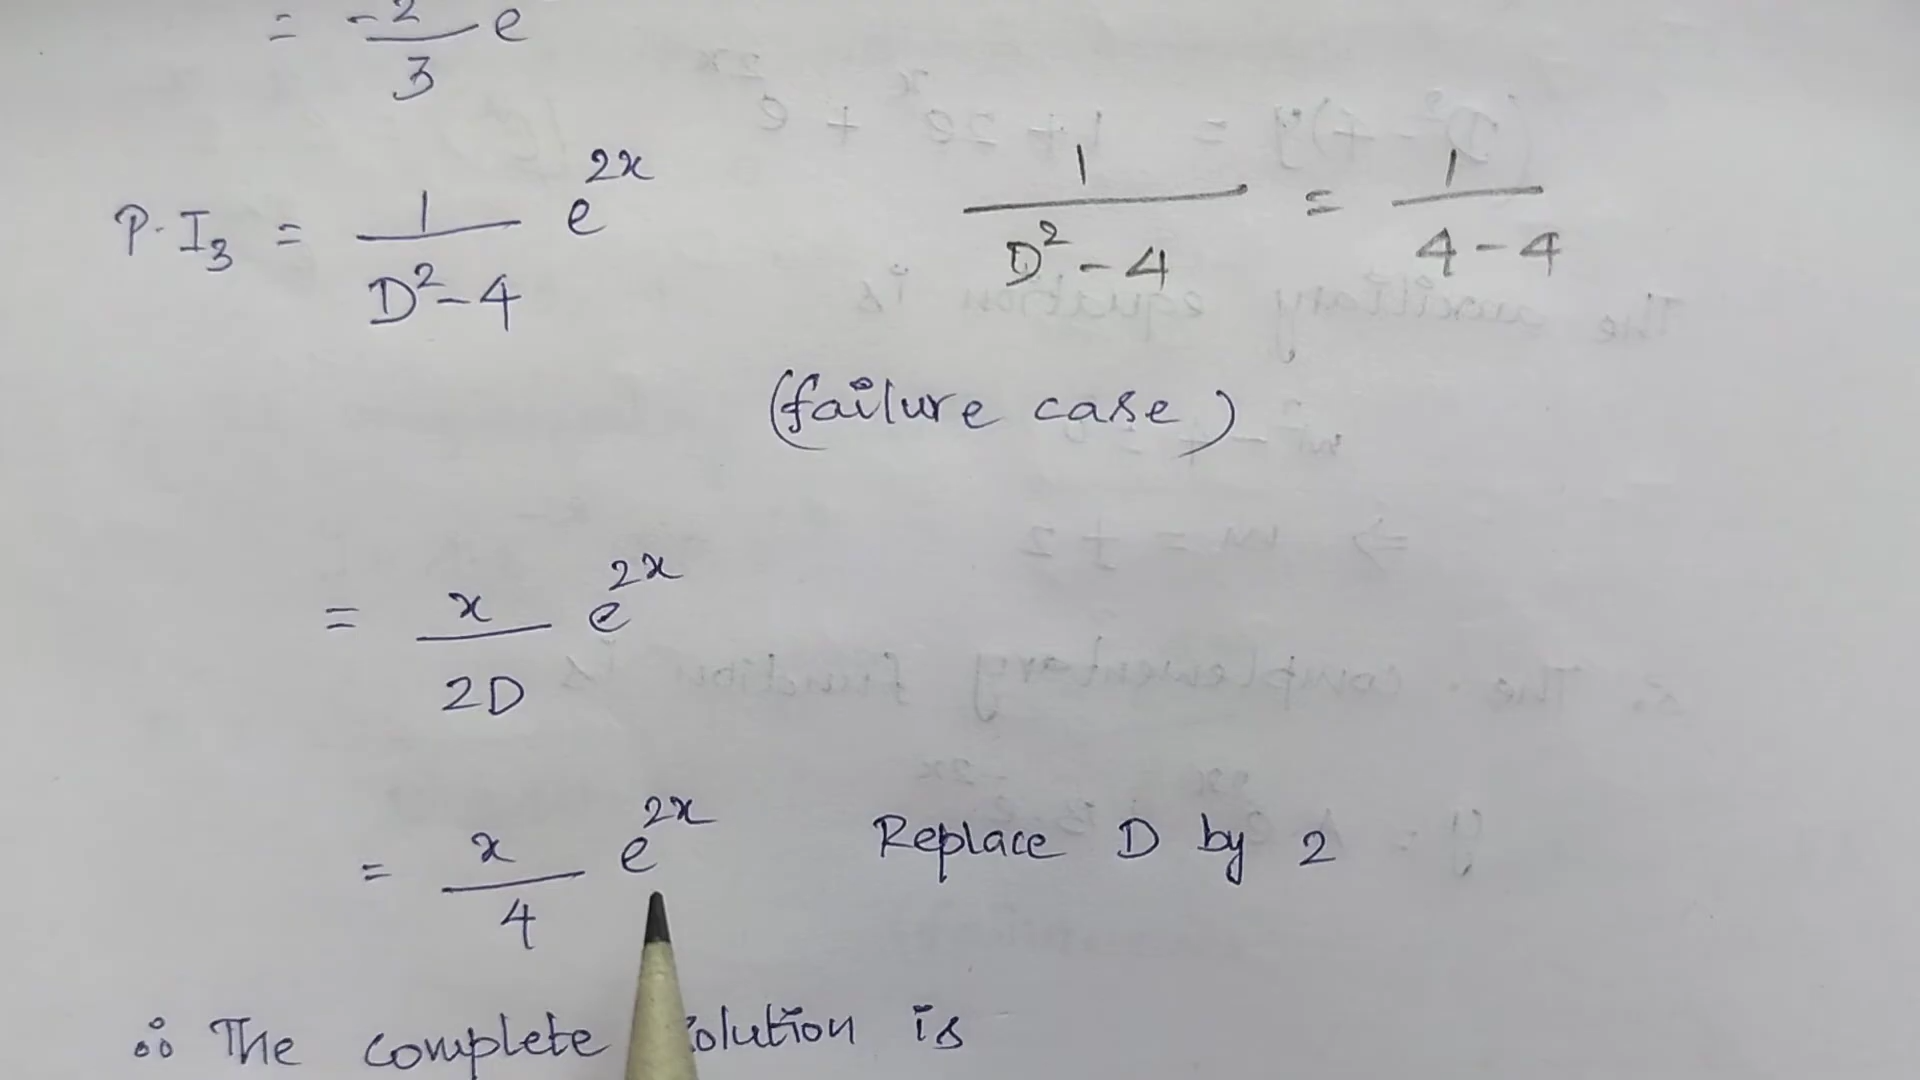 = -2/3 e
P.I₃ = 1/(D²-4) e^(2x)    1/(D²-4) = 1/(4-4)
(failure case)
= x/2D e^(2x)
= x/4 e^(2x)    Replace D by 2
∴ The complete solution is